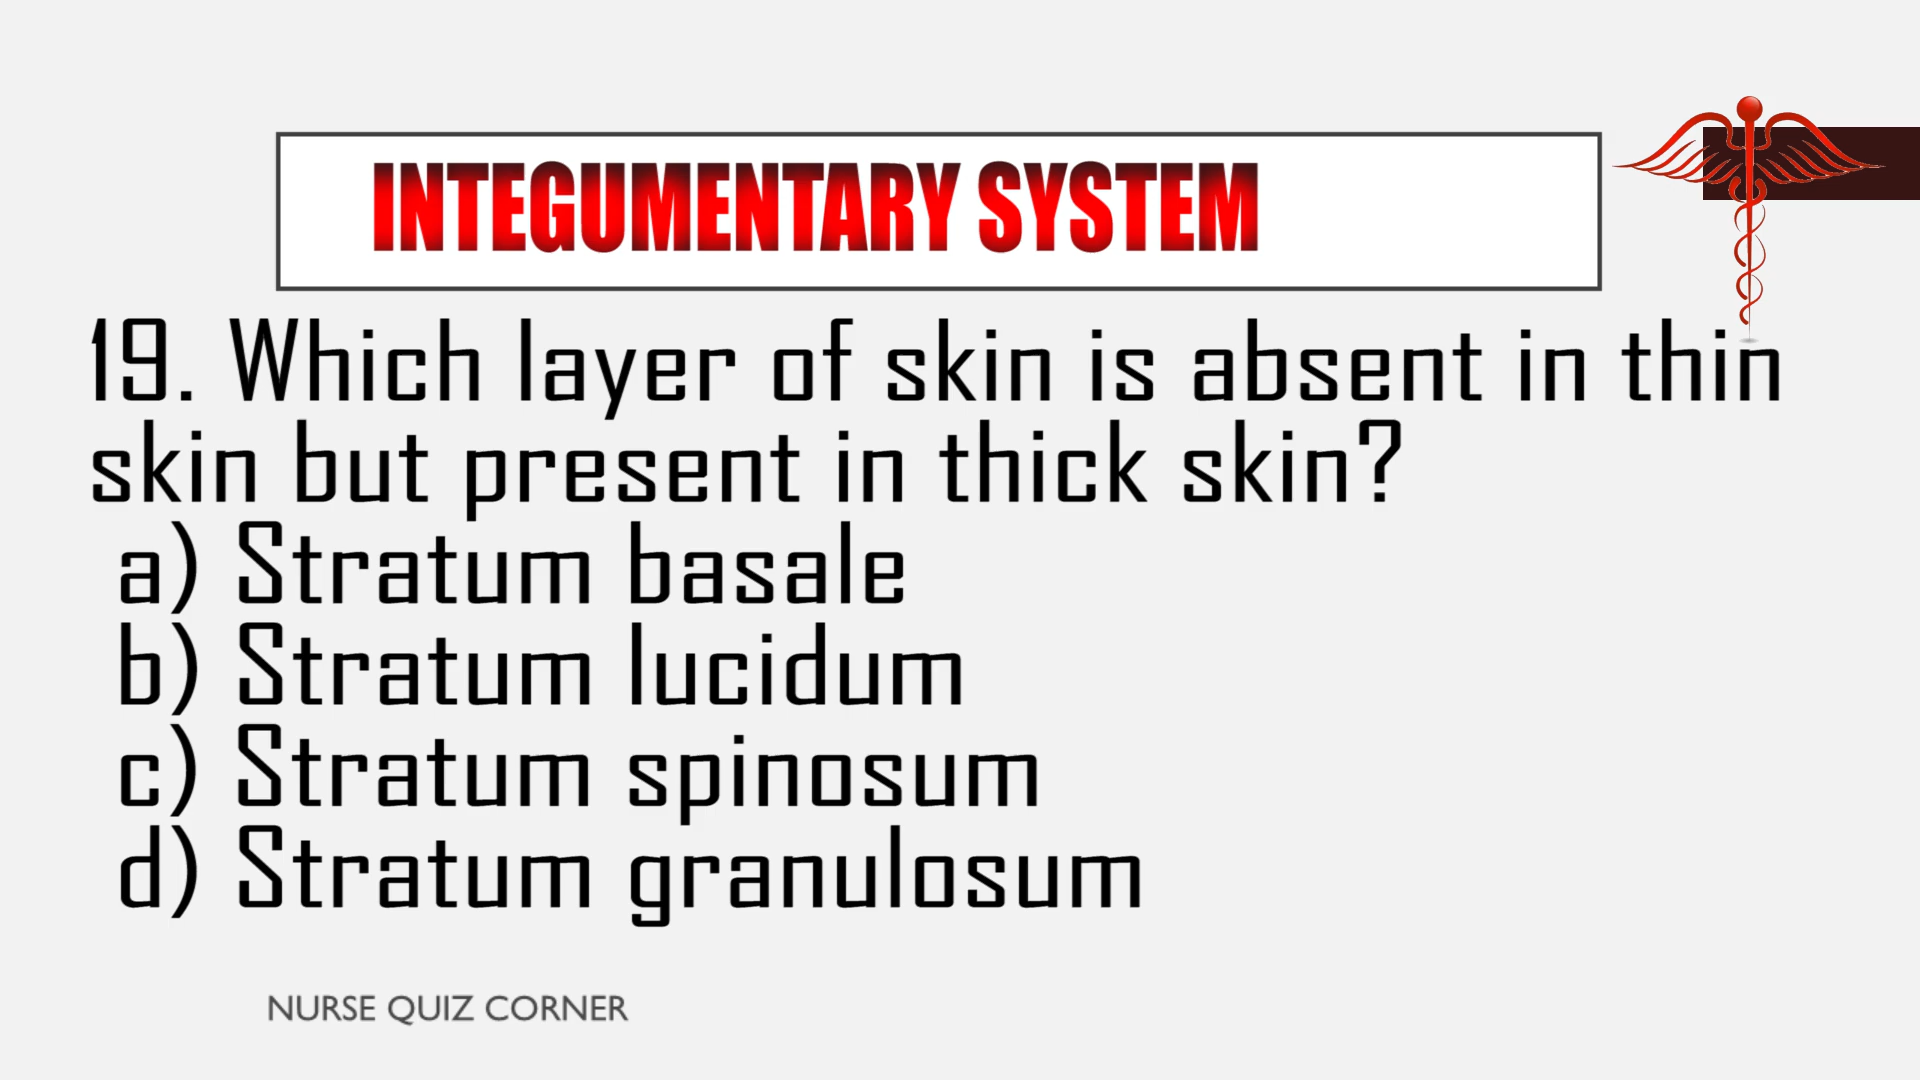 INTEGUMENTARY SYSTEM
19. Which layer of skin is absent in thin
skin but present in thick skin?
a) Stratum basale
b) Stratum lucidum
c) Stratum spinosum
d) Stratum granulosum
NURSE QUIZ CORNER